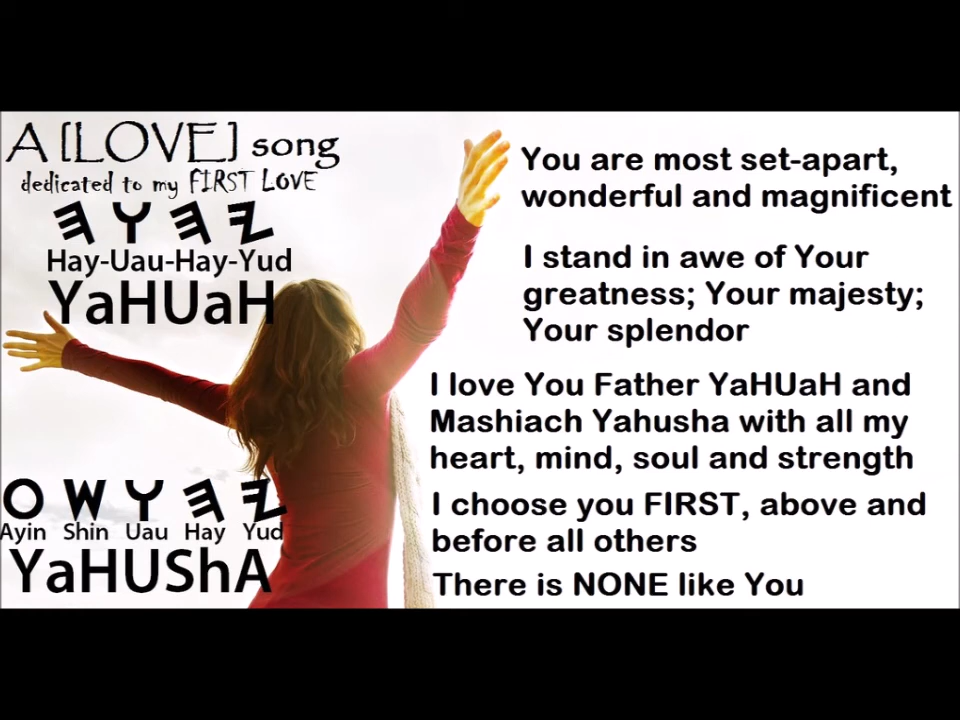 A [LOVE] song
dedicated to my FIRST LOVE
𐤄𐤅𐤄𐤉
Hay-Uau-Hay-Yud
YaHUaH
You are most set-apart,
wonderful and magnificent
I stand in awe of Your
greatness; Your majesty;
Your splendor
I love You Father YaHUaH and
Mashiach Yahusha with all my
heart, mind, soul and strength
I choose you FIRST, above and
before all others
There is NONE like You
𐤏𐤔𐤅𐤄𐤉
Ayin Shin Uau Hay Yud
YaHUShA